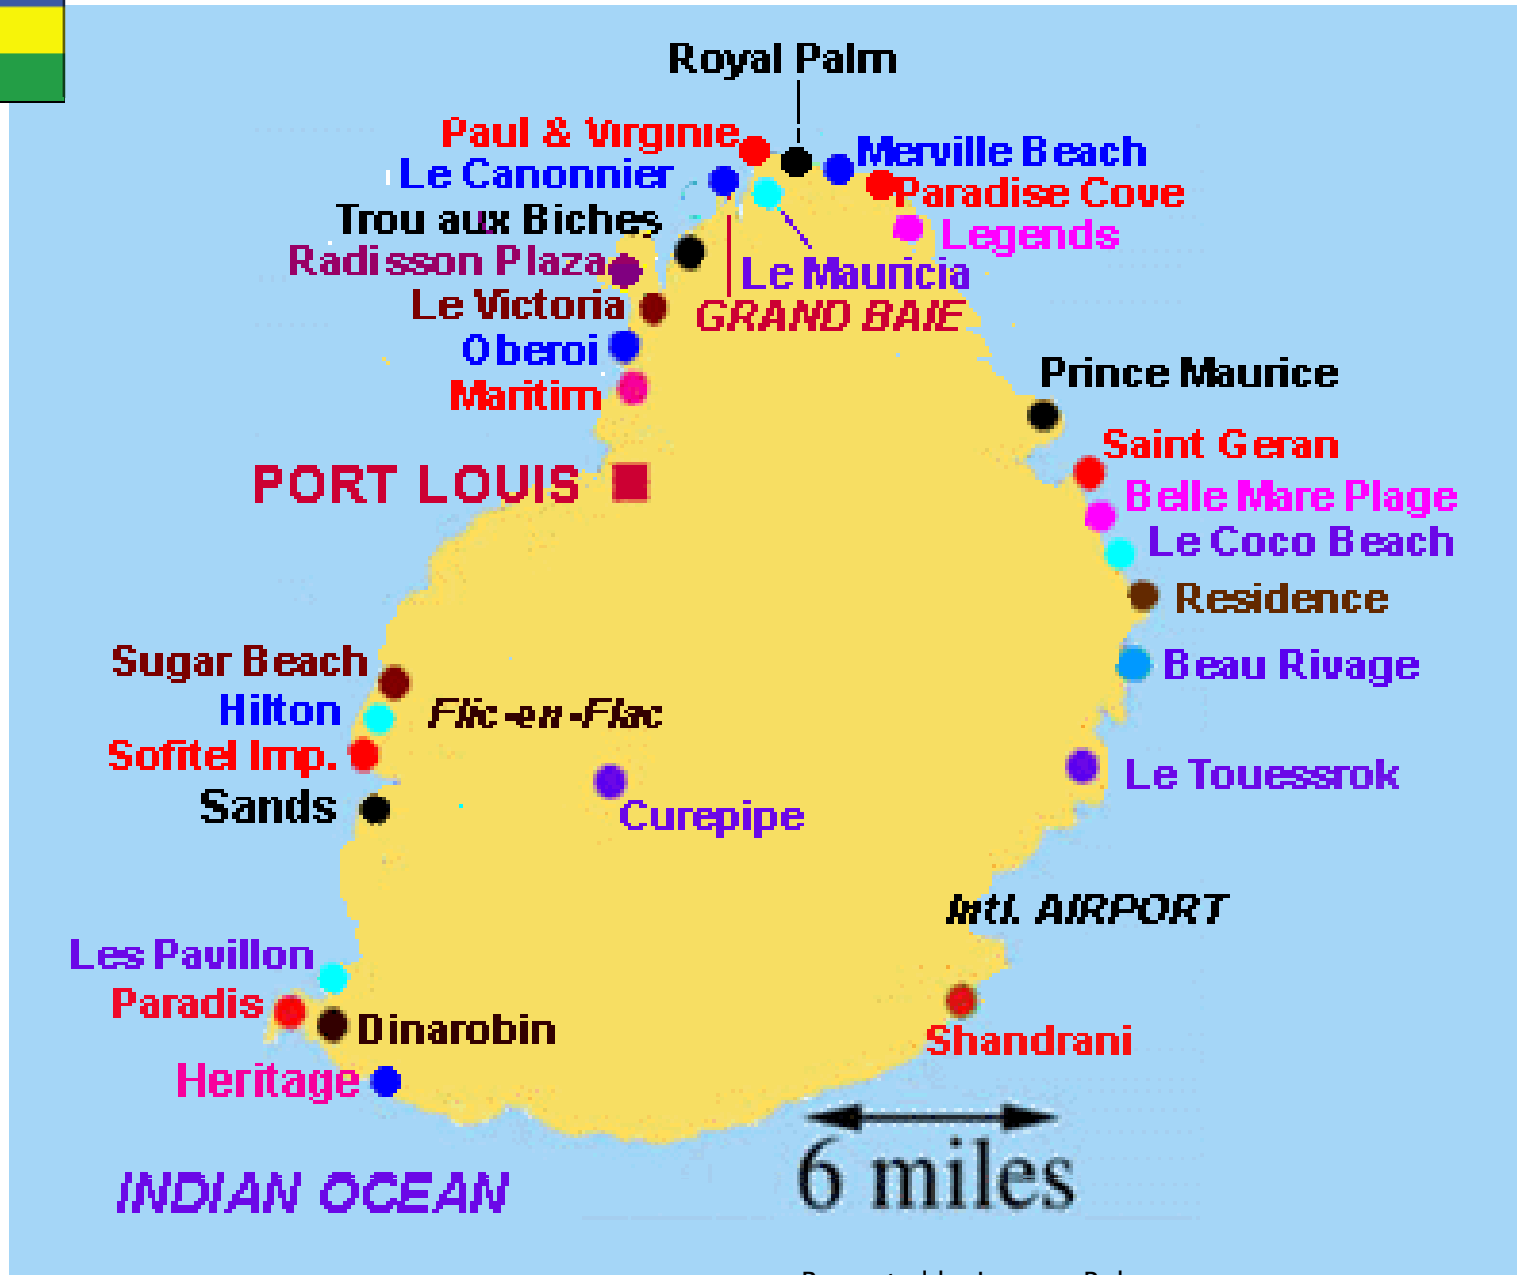 Royal Palm
Paul & Virginie
Merville Beach
Le Canonnier
Paradise Cove
Trou aux Biches
Legends
Radisson Plaza
Le Mauricia
Le Victoria
GRAND BAIE
Oberoi
Prince Maurice
Maritim
Saint Geran
PORT LOUIS
Belle Mare Plage
Le Coco Beach
Residence
Sugar Beach
Beau Rivage
Hilton
Flic-en-Flac
Sofitel Imp.
Le Touessrok
Sands
Curepipe
Intl. AIRPORT
Les Pavillon
Paradis
Dinarobin
Shandrani
Heritage
6 miles
INDIAN OCEAN